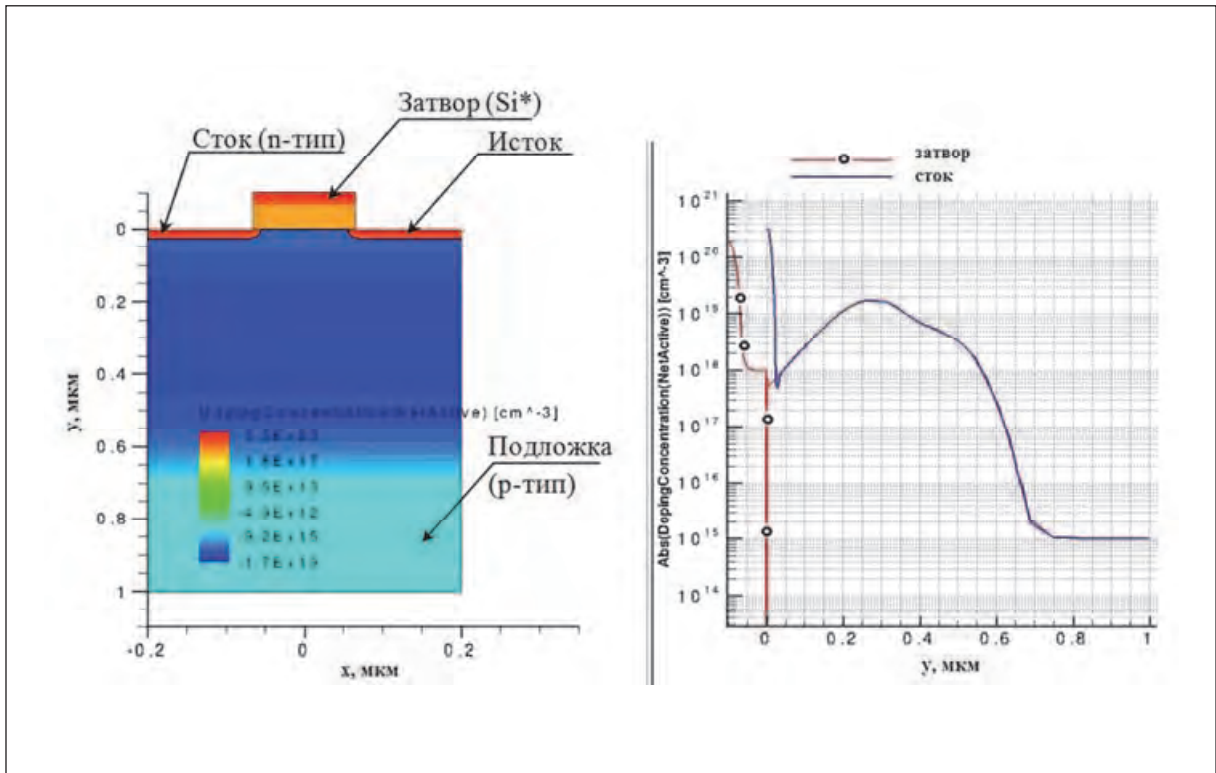 Затвор (Si*)
Сток (n-тип)
Исток
0
0.2
0.4
0.6
0.8
1
y, мкм
[cm^-3]
Подложка
(p-тип)
-0.2
0
0.2
x, мкм
затвор
сток
10^21
10^20
10^19
10^18
10^17
10^16
10^15
10^14
Abs(DopingConcentration(NetActive)) [cm^-3]
0
0.2
0.4
0.6
0.8
1
y, мкм